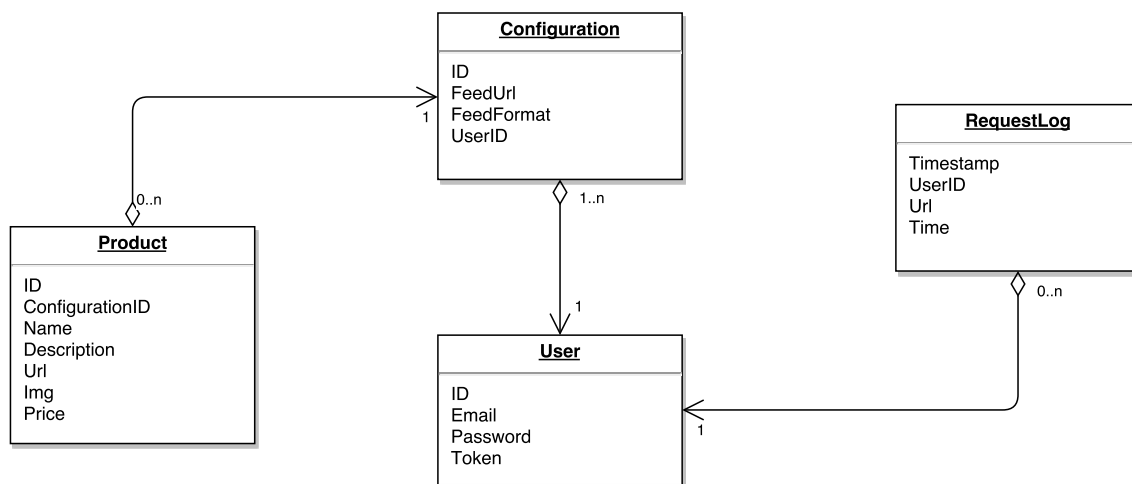 Configuration
ID
FeedUrl
FeedFormat
UserID
1
1..n
RequestLog
Timestamp
UserID
Url
Time
0..n
0..n
Product
ID
ConfigurationID
Name
Description
Url
Img
Price
1
User
ID
Email
Password
Token
1